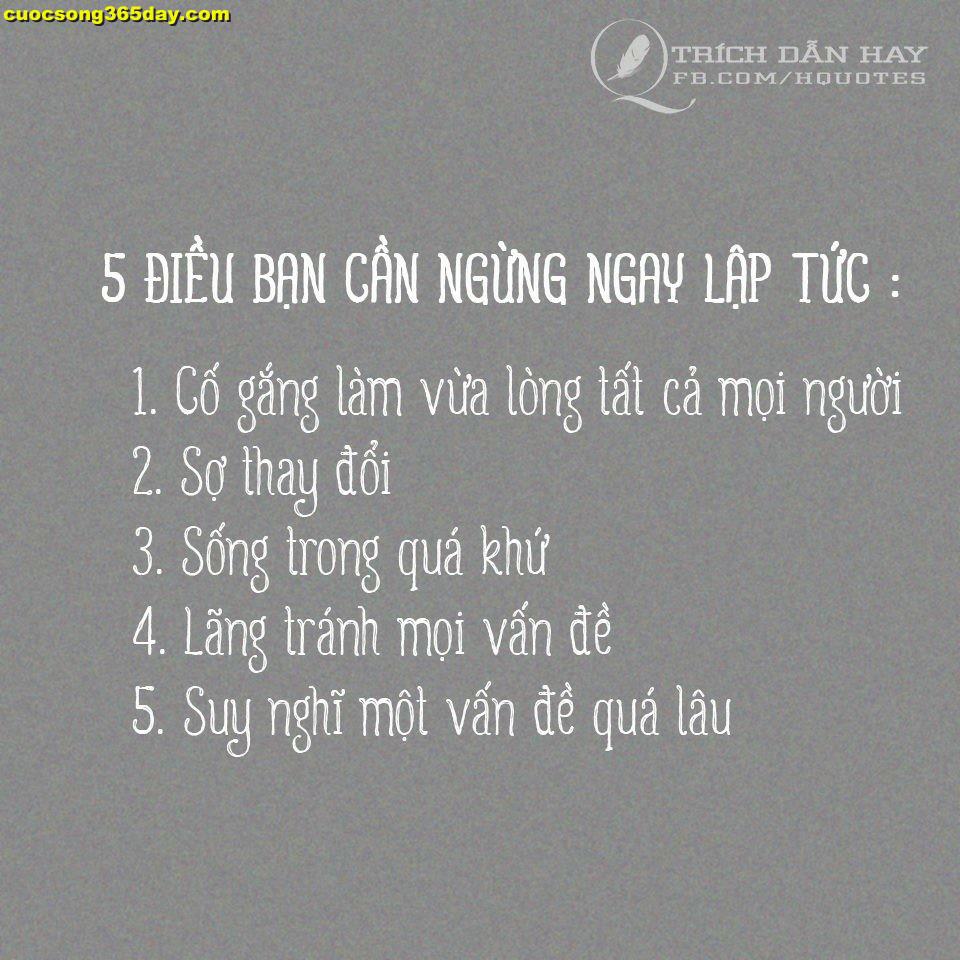 cuocsong365day.com
TRÍCH DẪN HAY
FB.COM/HQUOTES
5 ĐIỀU BẠN CẦN NGỪNG NGAY LẬP TỨC :
1. Cố gắng làm vừa lòng tất cả mọi người
2. Sợ thay đổi
3. Sống trong quá khứ
4. Lãng tránh mọi vấn đề
5. Suy nghĩ một vấn đề quá lâu